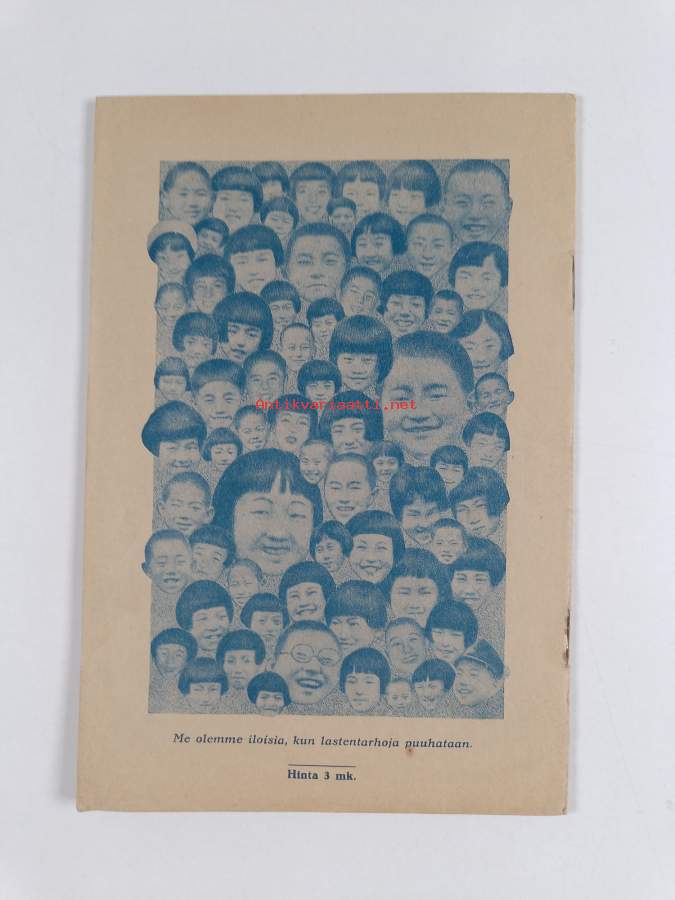 Antikvariaatti.net
Me olemme iloisia, kun lastentarhoja puuhataan.
Hinta 3 mk.